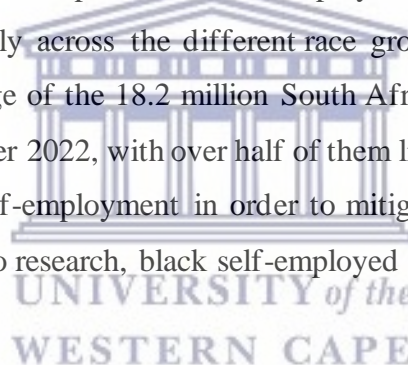 ly across the different race gro
ge of the 18.2 million South Afr
er 2022, with over half of them l
f-employment in order to mitig
o research, black self-employed
UNIVERSITY of the
WESTERN CAPE